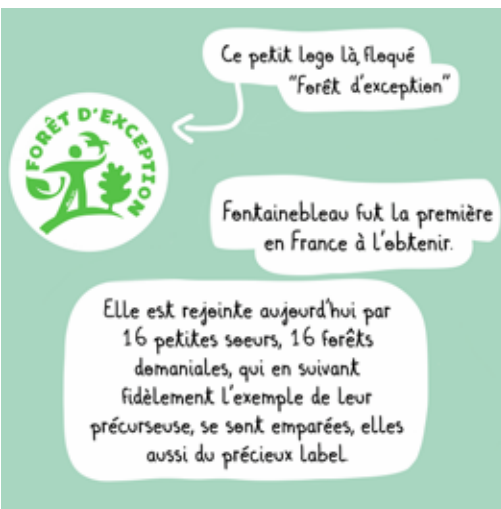 Ce petit logo là, floqué
"Forêt d'exception"
FORÊT D'EXCEPTION
Fontainebleau fut la première
en France à l'obtenir.
Elle est rejointe aujourd'hui par
16 petites soeurs, 16 forêts
domaniales, qui en suivant
fidèlement l'exemple de leur
précurseuse, se sont emparées, elles
aussi du précieux label.